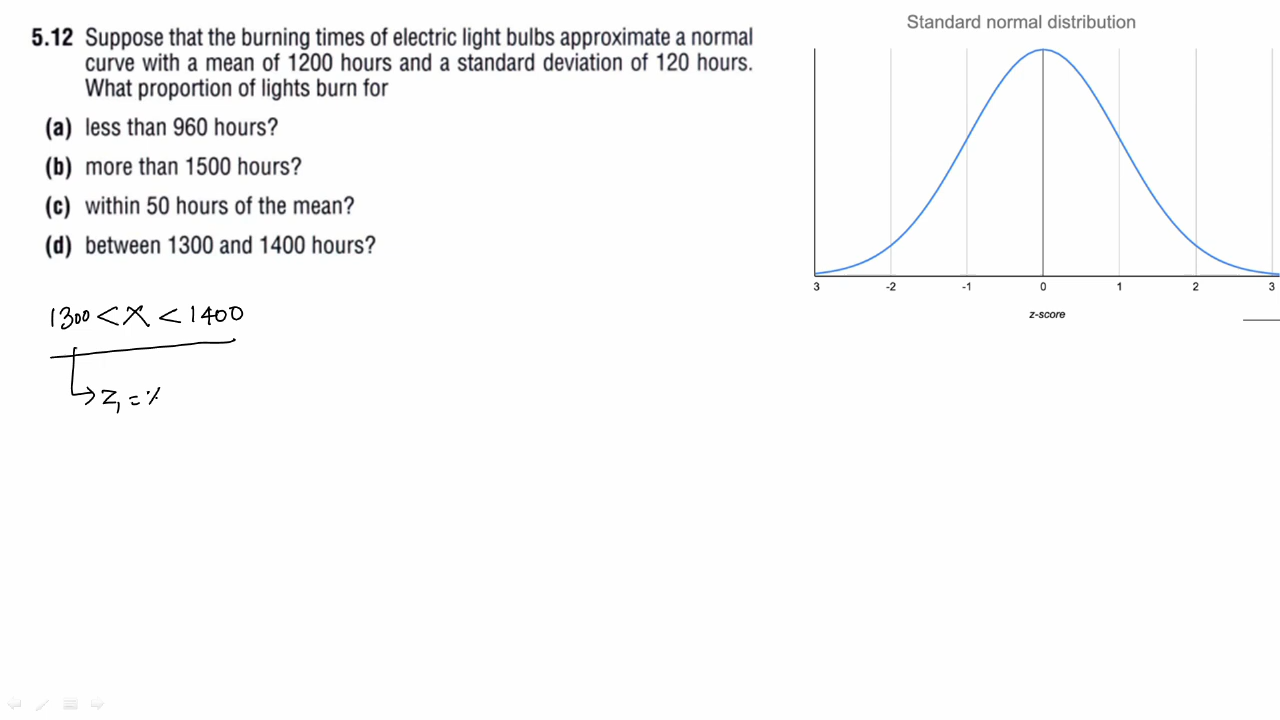 5.12 Suppose that the burning times of electric light bulbs approximate a normal
curve with a mean of 1200 hours and a standard deviation of 120 hours.
What proportion of lights burn for
(a) less than 960 hours?
(b) more than 1500 hours?
(c) within 50 hours of the mean?
(d) between 1300 and 1400 hours?
1300 < X < 1400
z₁ =
Standard normal distribution
3 -2 -1 0 1 2 3
z-score